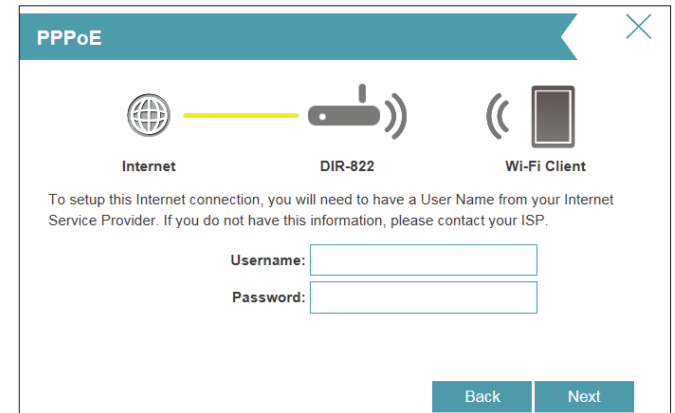 PPPoE
Internet
DIR-822
Wi-Fi Client
To setup this Internet connection, you will need to have a User Name from your Internet
Service Provider. If you do not have this information, please contact your ISP.
Username:
Password:
Back
Next